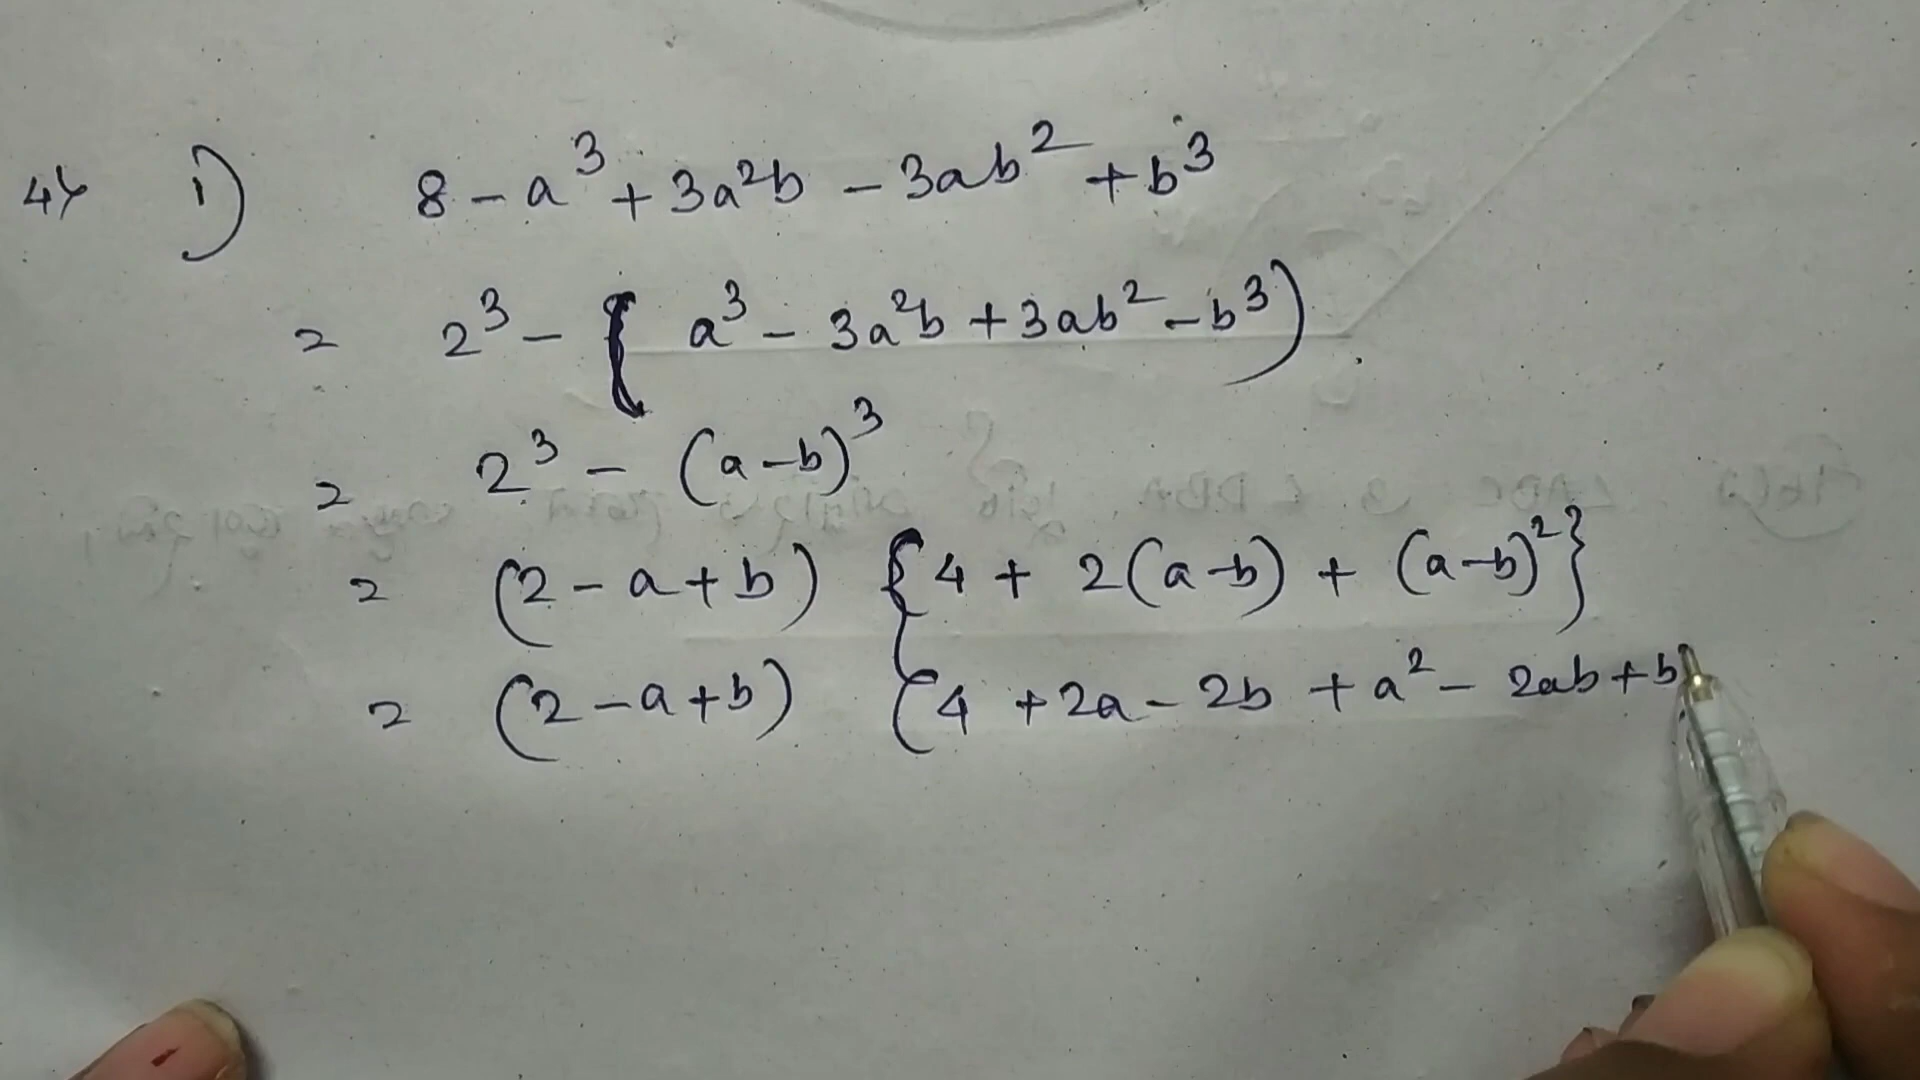 4) 1) 8 - a³ + 3a²b - 3ab² + b³
= 2³ - { a³ - 3a²b + 3ab² - b³ )
= 2³ - (a - b)³
= (2 - a + b) { 4 + 2(a - b) + (a - b)² }
= (2 - a + b) ( 4 + 2a - 2b + a² - 2ab + b